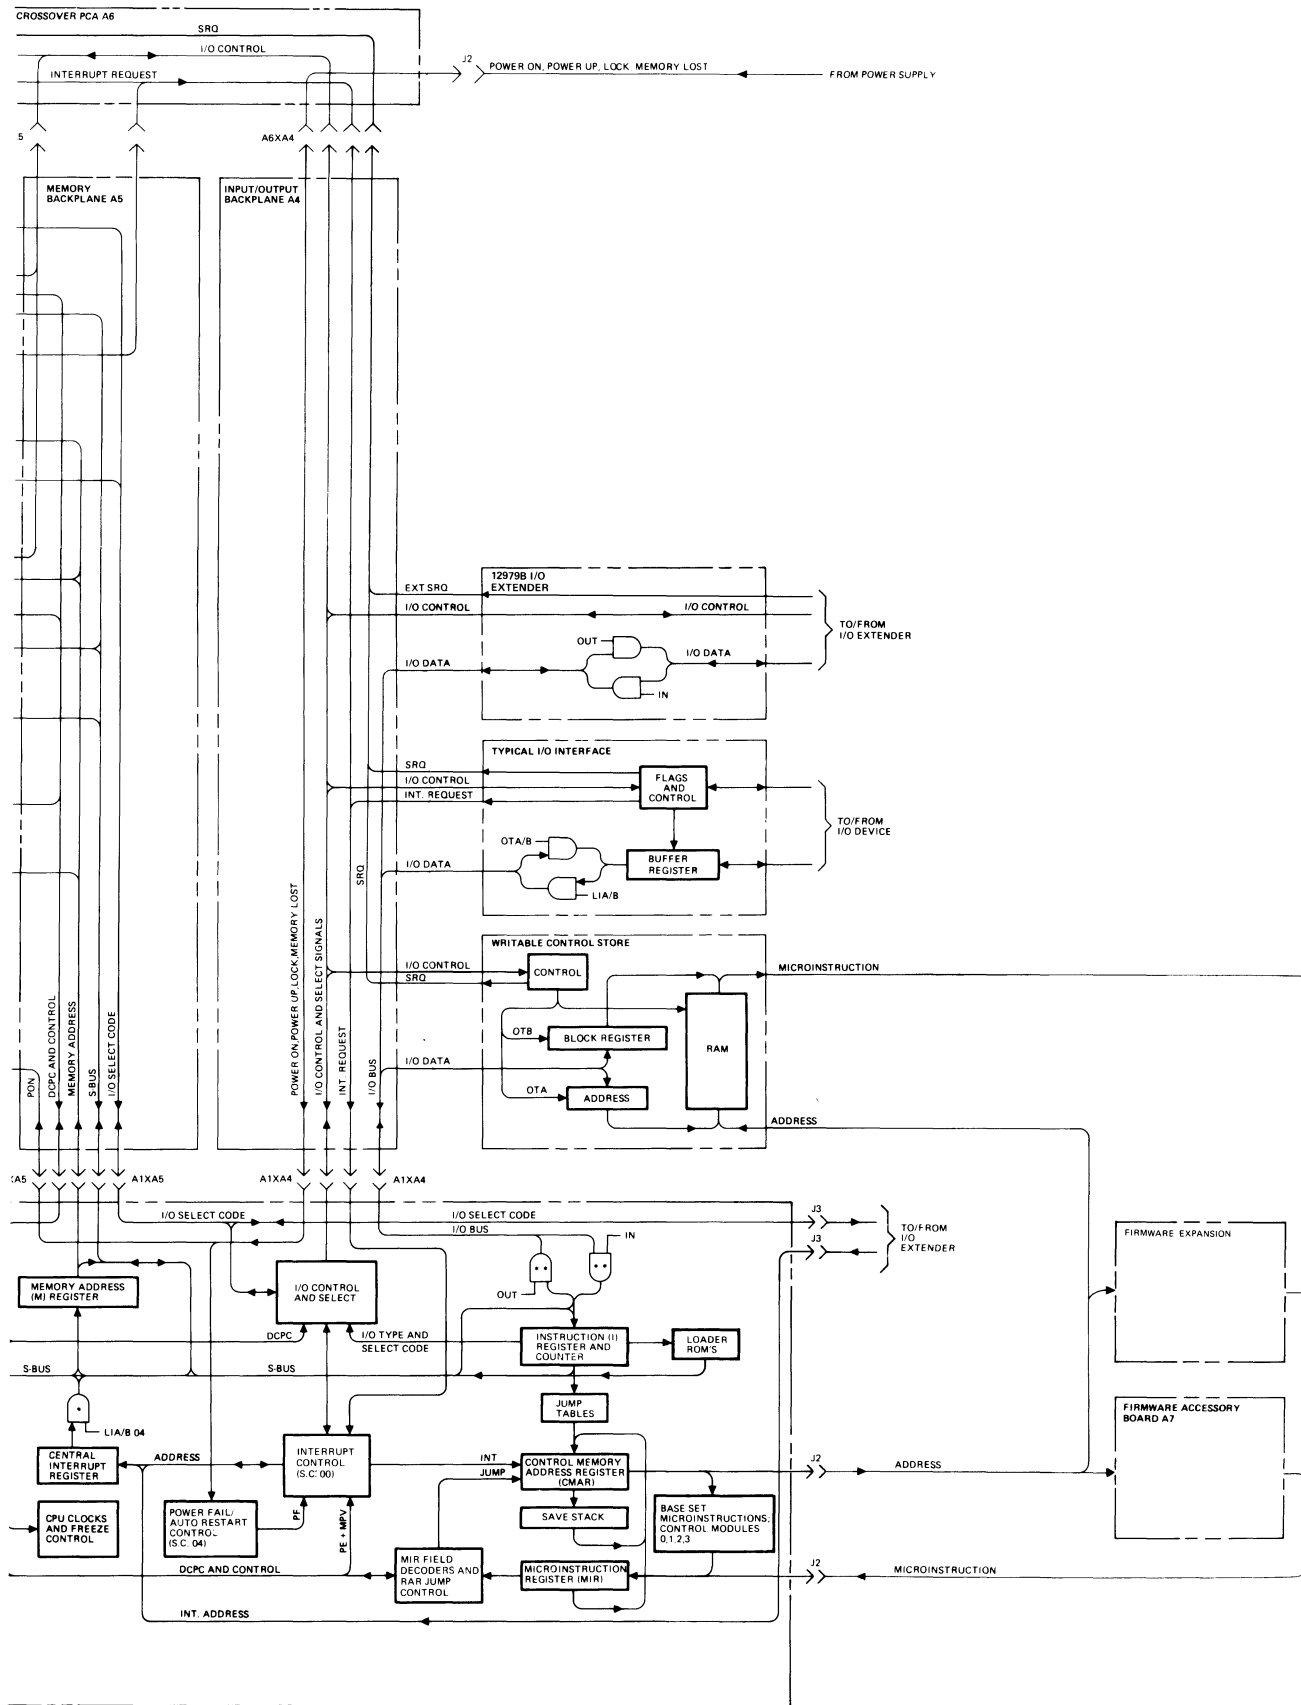 CROSSOVER PCA A6
SRQ
I/O CONTROL
INTERRUPT REQUEST
J2
POWER ON, POWER UP, LOCK MEMORY LOST
FROM POWER SUPPLY
.5
A6XA4
MEMORY
BACKPLANE A5
INPUT/OUTPUT
BACKPLANE A4
12979B I/O
EXTENDER
EXT SRQ
I/O CONTROL
I/O CONTROL
TO/FROM
I/O EXTENDER
OUT
I/O DATA
I/O DATA
IN
TYPICAL I/O INTERFACE
SRQ
I/O CONTROL
INT. REQUEST
FLAGS
AND
CONTROL
TO/FROM
I/O DEVICE
OTA/B
I/O DATA
BUFFER
REGISTER
LIA/B
SRQ
WRITABLE CONTROL STORE
I/O CONTROL
SRQ
CONTROL
MICROINSTRUCTION
OTB
BLOCK REGISTER
RAM
I/O DATA
OTA
ADDRESS
ADDRESS
PON
DCPC AND CONTROL
MEMORY ADDRESS
S-BUS
I/O SELECT CODE
POWER ON,POWER UP,LOCK,MEMORY LOST
I/O CONTROL AND SELECT SIGNALS
INT REQUEST
I/O BUS
XA5
A1XA5
A1XA4
A1XA4
I/O SELECT CODE
I/O SELECT CODE
I/O BUS
J3
J3
TO/FROM
I/O
EXTENDER
IN
OUT
FIRMWARE EXPANSION
MEMORY ADDRESS
(M) REGISTER
I/O CONTROL
AND SELECT
DCPC
I/O TYPE AND
SELECT CODE
INSTRUCTION (I)
REGISTER AND
COUNTER
LOADER
ROM'S
S-BUS
S-BUS
JUMP
TABLES
LIA/B 04
CENTRAL
INTERRUPT
REGISTER
ADDRESS
INTERRUPT
CONTROL
(S.C. 00)
INT
JUMP
CONTROL MEMORY
ADDRESS REGISTER
(CMAR)
J2
ADDRESS
FIRMWARE ACCESSORY
BOARD A7
CPU CLOCKS
AND FREEZE
CONTROL
POWER FAIL/
AUTO RESTART
CONTROL
(S.C. 04)
PF
PE + MPV
SAVE STACK
BASE SET
MICROINSTRUCTIONS;
CONTROL MODULES
0,1,2,3
DCPC AND CONTROL
MIR FIELD
DECODERS AND
RAR JUMP
CONTROL
MICROINSTRUCTION
REGISTER (MIR)
J2
MICROINSTRUCTION
INT. ADDRESS